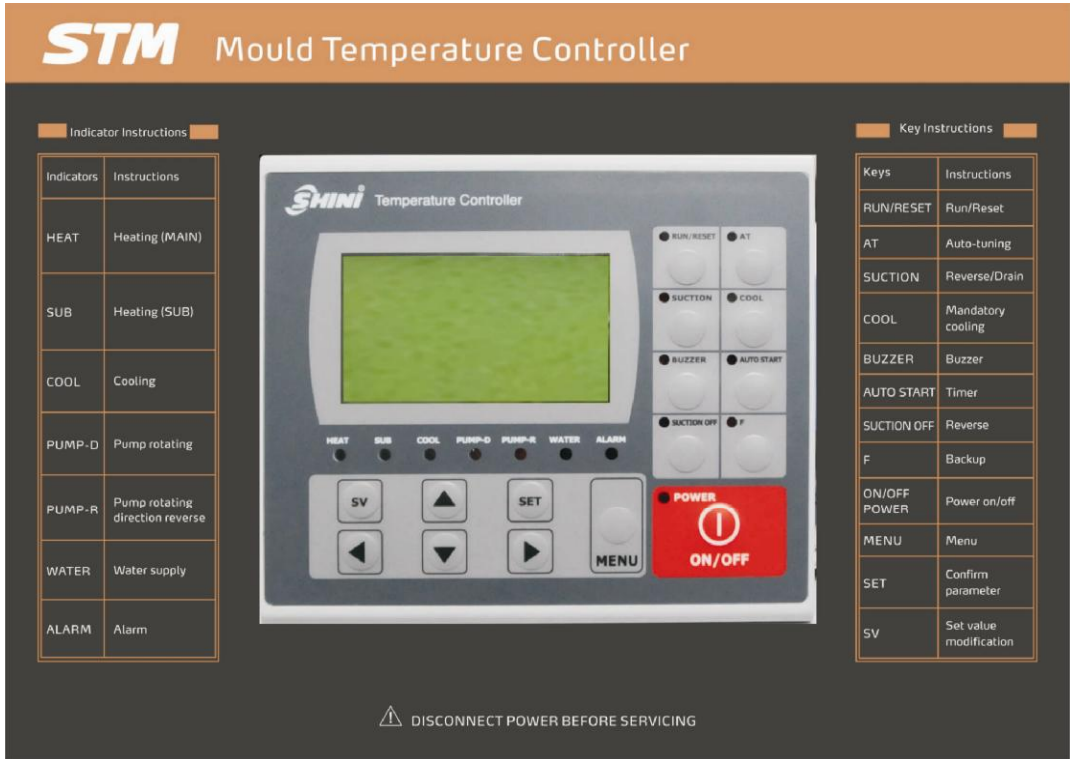 STM Mould Temperature Controller
Indicator Instructions
Indicators Instructions
HEAT Heating (MAIN)
SUB Heating (SUB)
COOL Cooling
PUMP-D Pump rotating
PUMP-R Pump rotating
direction reverse
WATER Water supply
ALARM Alarm
SHINI Temperature Controller
RUN/RESET AT
SUCTION COOL
BUZZER AUTO START
SUCTION OFF F
HEAT SUB COOL PUMP-D PUMP-R WATER ALARM
SV SET
MENU
POWER
ON/OFF
Key Instructions
Keys Instructions
RUN/RESET Run/Reset
AT Auto-tuning
SUCTION Reverse/Drain
COOL Mandatory
cooling
BUZZER Buzzer
AUTO START Timer
SUCTION OFF Reverse
F Backup
ON/OFF
POWER Power on/off
MENU Menu
SET Confirm
parameter
SV Set value
modification
DISCONNECT POWER BEFORE SERVICING